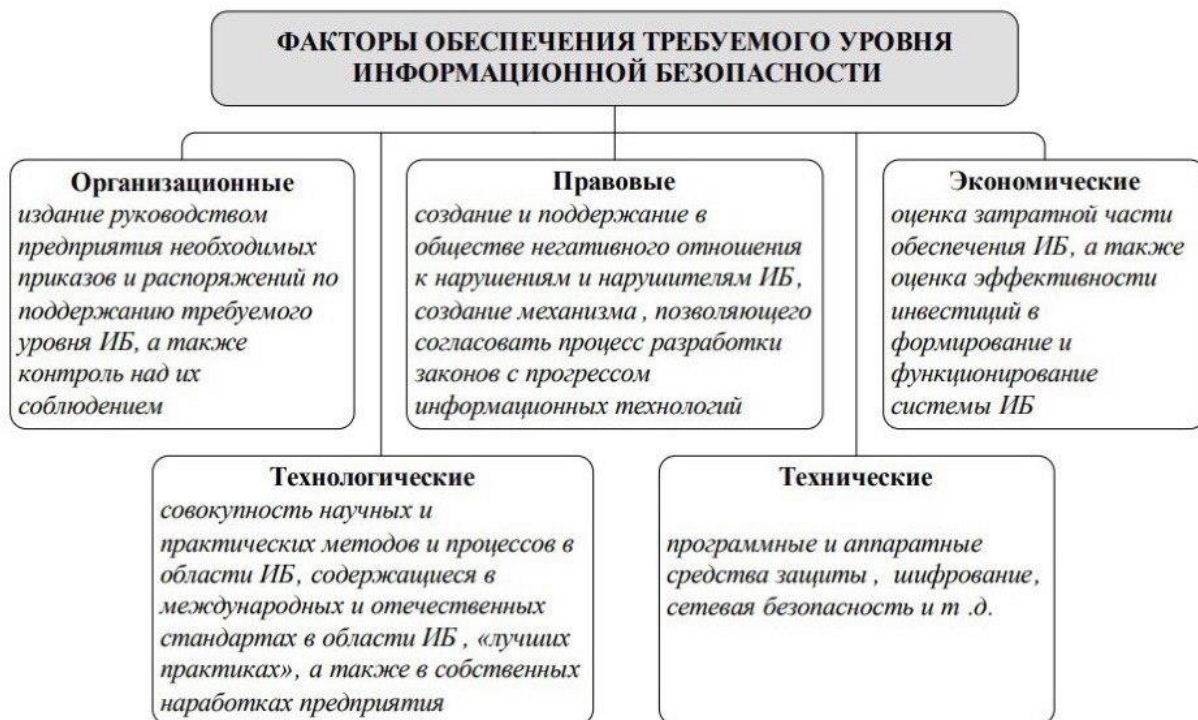 ФАКТОРЫ ОБЕСПЕЧЕНИЯ ТРЕБУЕМОГО УРОВНЯ
ИНФОРМАЦИОННОЙ БЕЗОПАСНОСТИ
Организационные
издание руководством
предприятия необходимых
приказов и распоряжений по
поддержанию требуемого
уровня ИБ, а также
контроль над их
соблюдением
Правовые
создание и поддержание в
обществе негативного отношения
к нарушениям и нарушителям ИБ,
создание механизма , позволяющего
согласовать процесс разработки
законов с прогрессом
информационных технологий
Экономические
оценка затратной части
обеспечения ИБ, а также
оценка эффективности
инвестиций в
формирование и
функционирование
системы ИБ
Технологические
совокупность научных и
практических методов и процессов в
области ИБ, содержащиеся в
международных и отечественных
стандартах в области ИБ , «лучших
практиках», а также в собственных
наработках предприятия
Технические
программные и аппаратные
средства защиты , шифрование,
сетевая безопасность и т .д.